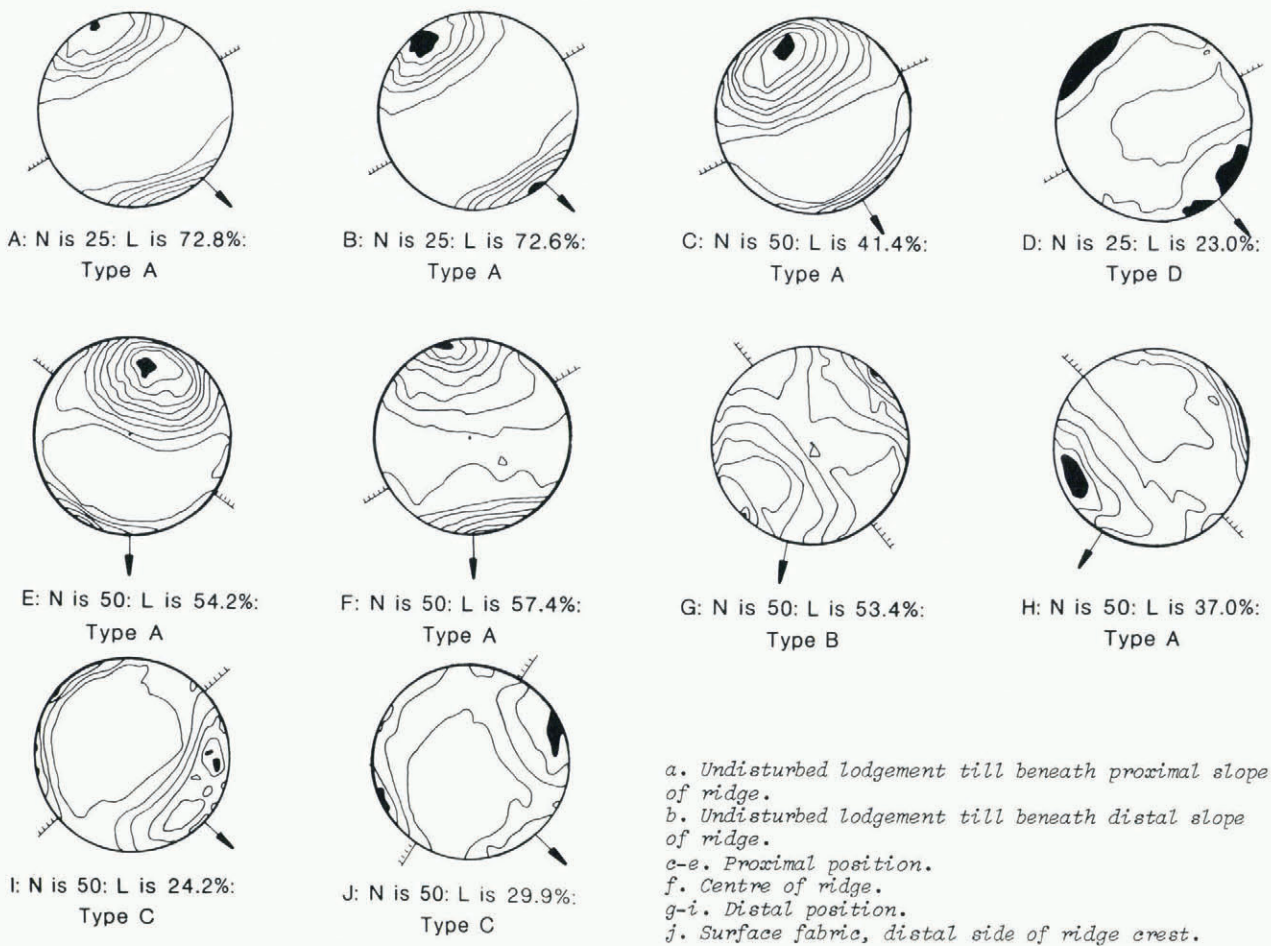 A: N is 25: L is 72.8%:
Type A
B: N is 25: L is 72.6%:
Type A
C: N is 50: L is 41.4%:
Type A
D: N is 25: L is 23.0%:
Type D
E: N is 50: L is 54.2%:
Type A
F: N is 50: L is 57.4%:
Type A
G: N is 50: L is 53.4%:
Type B
H: N is 50: L is 37.0%:
Type A
I: N is 50: L is 24.2%:
Type C
J: N is 50: L is 29.9%:
Type C
a. Undisturbed lodgement till beneath proximal slope
of ridge.
b. Undisturbed lodgement till beneath distal slope
of ridge.
c-e. Proximal position.
f. Centre of ridge.
g-i. Distal position.
j. Surface fabric, distal side of ridge crest.